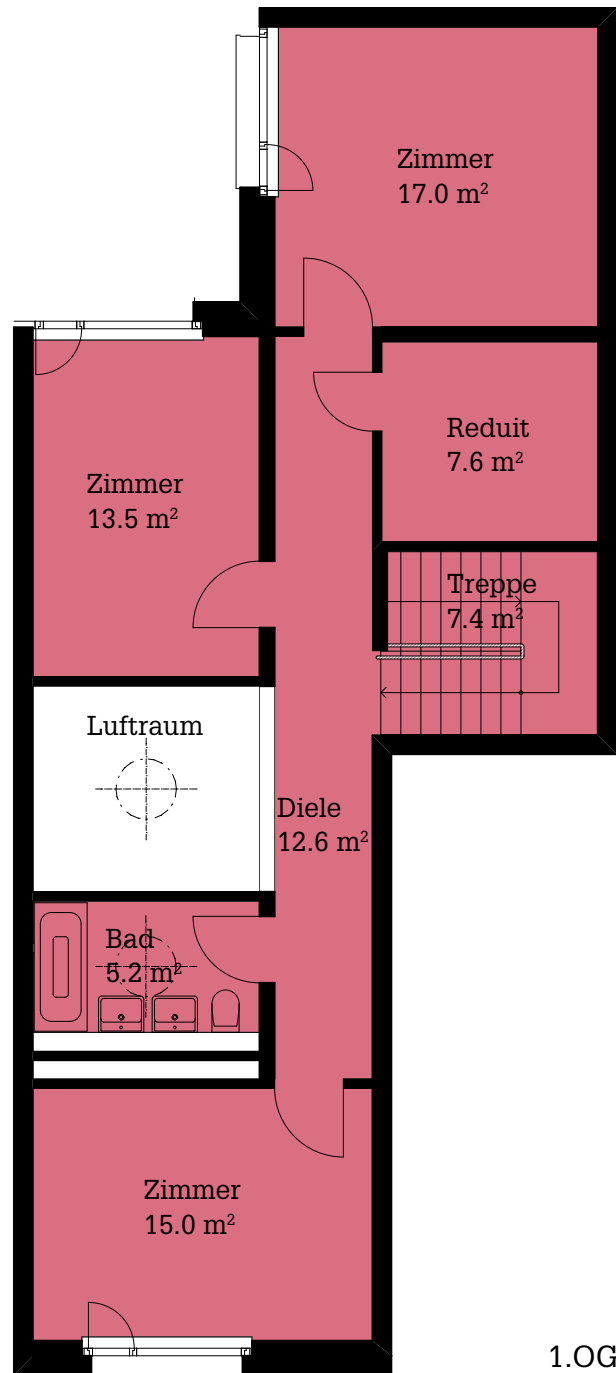 Zimmer
17.0 m²
Reduit
7.6 m²
Zimmer
13.5 m²
Treppe
7.4 m²
Luftraum
Diele
12.6 m²
Bad
5.2 m²
Zimmer
15.0 m²
1.OG